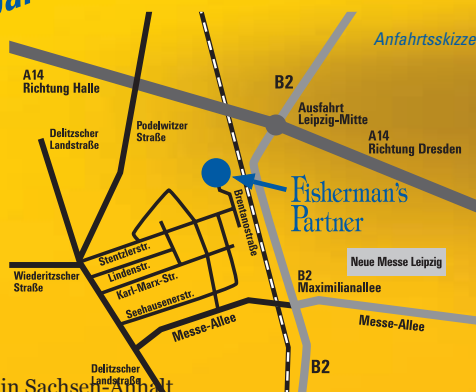 Anfahrtsskizze
A14
Richtung Halle
B2
Delitzscher
Landstraße
Podelwitzer
Straße
Ausfahrt
Leipzig-Mitte
A14
Richtung Dresden
Fisherman's
Partner
Brentanostraße
Stentzlerstr.
Lindenstr.
Karl-Marx-Str.
Seehausenerstr.
Wiederitzscher
Straße
Neue Messe Leipzig
B2
Maximilianallee
Messe-Allee
Messe-Allee
B2
Delitzscher
Landstraße
in Sachsen-Anhalt